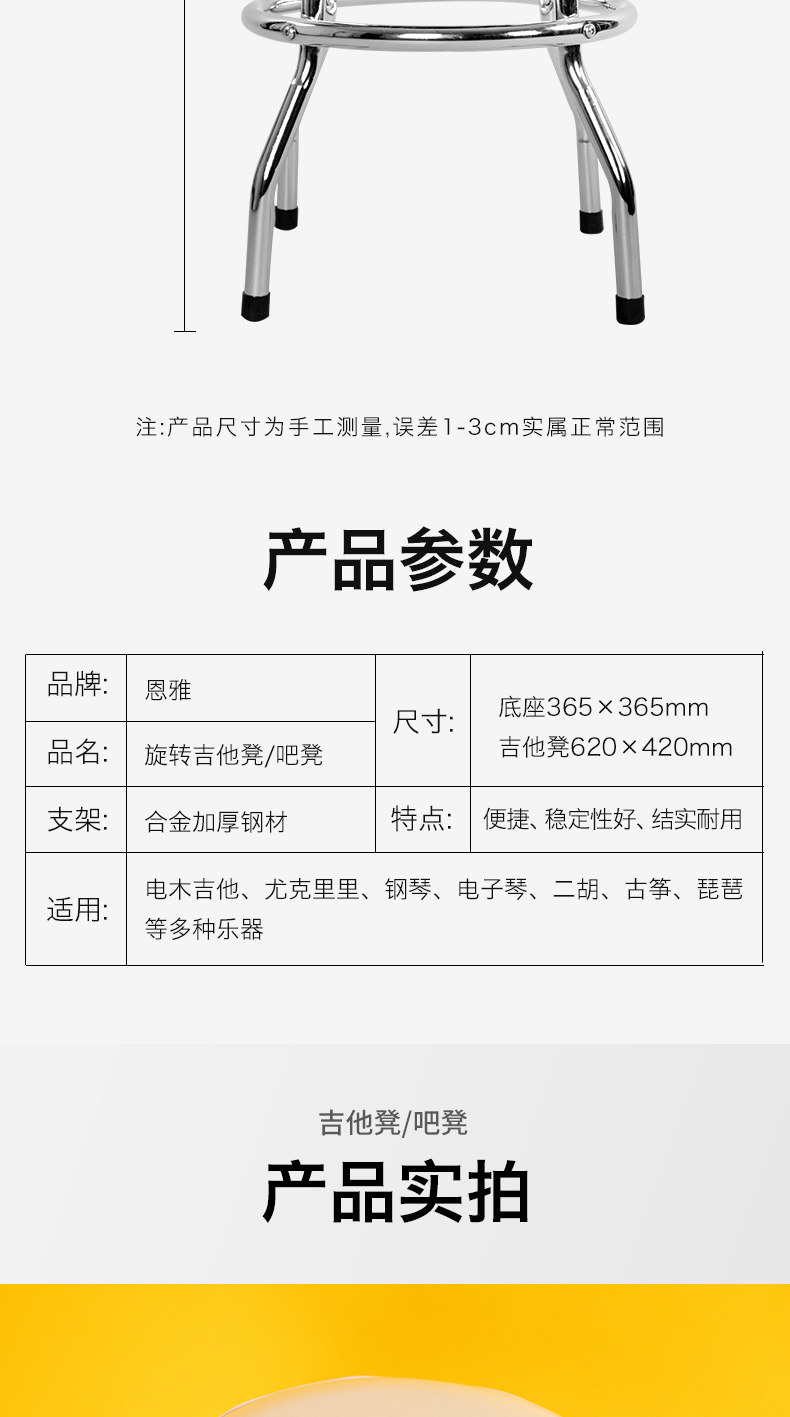 注:产品尺寸为手工测量,误差1-3cm实属正常范围
产品参数
品牌:
恩雅
品名:
旋转吉他凳/吧凳
尺寸:
底座365×365mm
吉他凳620×420mm
支架:
合金加厚钢材
特点:
便捷、稳定性好、结实耐用
适用:
电木吉他、尤克里里、钢琴、电子琴、二胡、古筝、琵琶
等多种乐器
吉他凳/吧凳
产品实拍